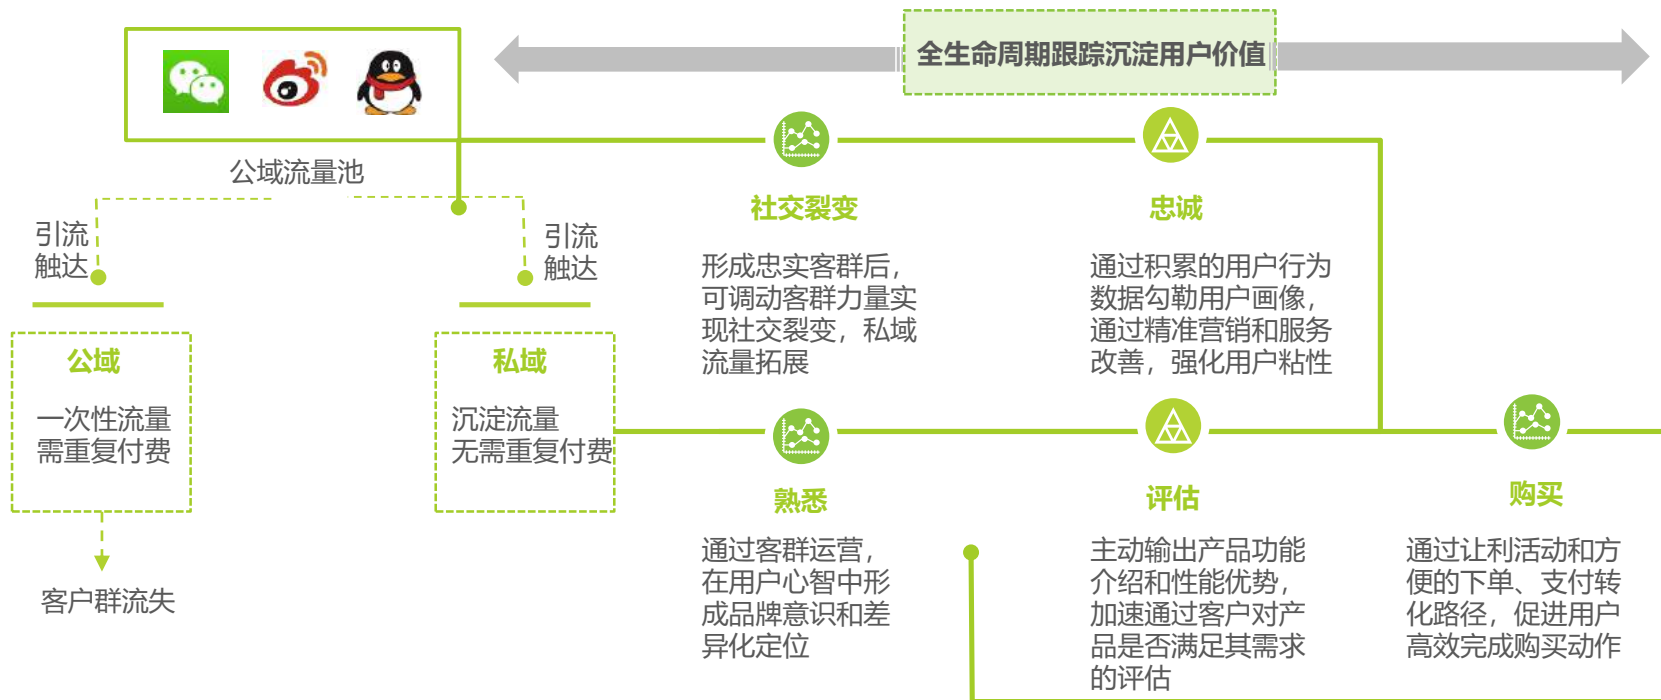 全生命周期跟踪沉淀用户价值
公域流量池
引流
触达
引流
触达
公域
一次性流量
需重复付费
客户群流失
私域
沉淀流量
无需重复付费
社交裂变
形成忠实客群后，
可调动客群力量实
现社交裂变，私域
流量拓展
忠诚
通过积累的用户行为
数据勾勒用户画像，
通过精准营销和服务
改善，强化用户粘性
熟悉
通过客群运营，
在用户心智中形
成品牌意识和差
异化定位
评估
主动输出产品功能
介绍和性能优势，
加速通过客户对产
品是否满足其需求
的评估
购买
通过让利活动和方
便的下单、支付转
化路径，促进用户
高效完成购买动作